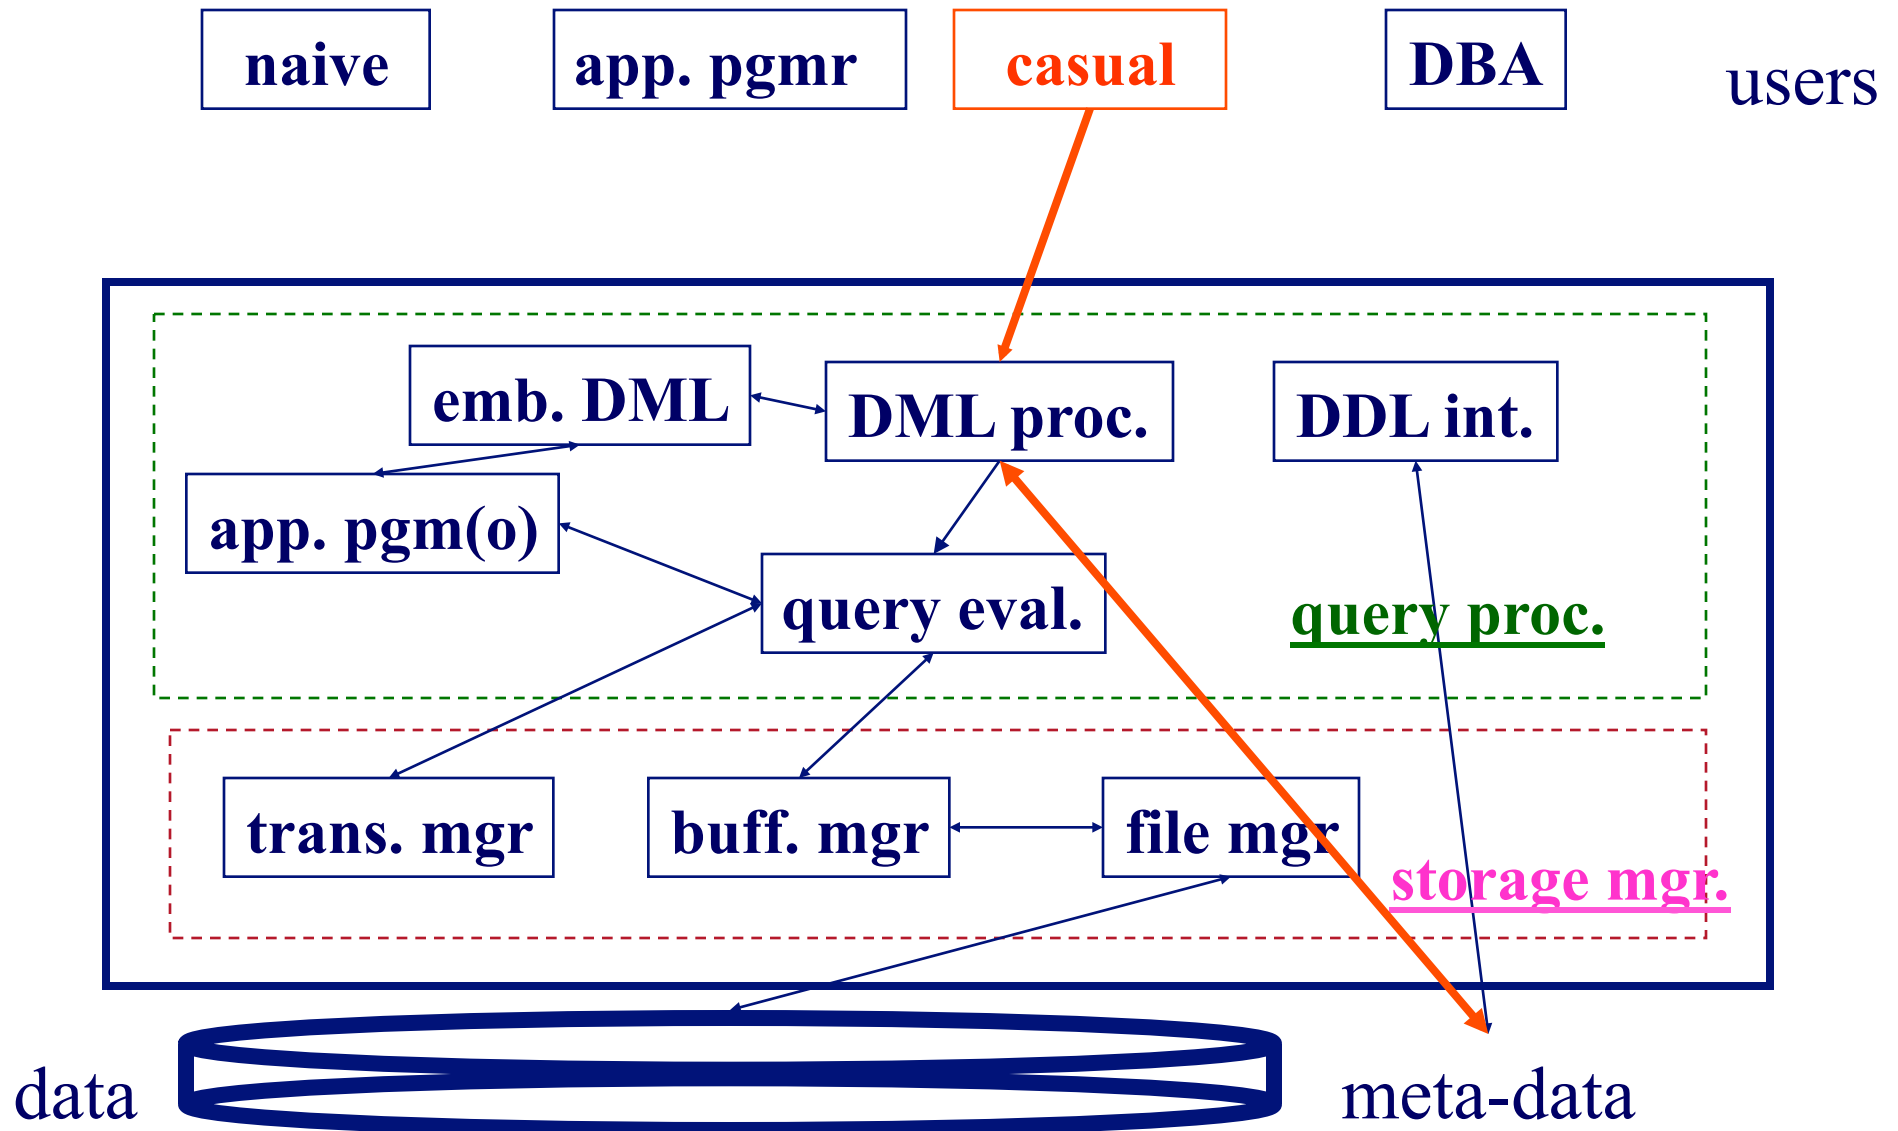 naive
app. pgmr
casual
DBA
users
emb. DML
DML proc.
DDL int.
app. pgm(o)
query eval.
query proc.
trans. mgr
buff. mgr
file mgr
storage mgr.
data
meta-data